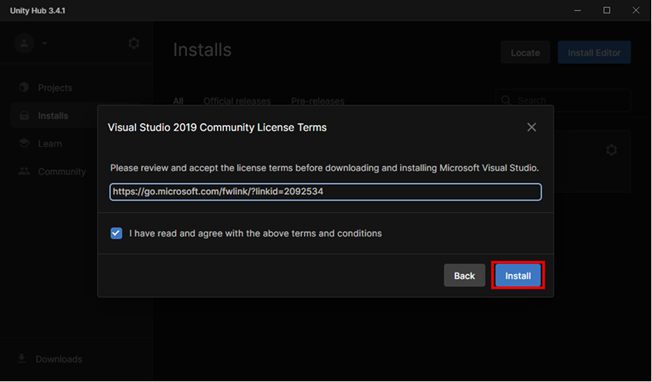 Unity Hub 3.4.1
Installs
Locate
Install Editor
Projects
Installs
Learn
Community
All
Official releases
Pre-releases
Search
Visual Studio 2019 Community License Terms
Please review and accept the license terms before downloading and installing Microsoft Visual Studio.
https://go.microsoft.com/fwlink/?linkid=2092534
I have read and agree with the above terms and conditions
Back
Install
Downloads